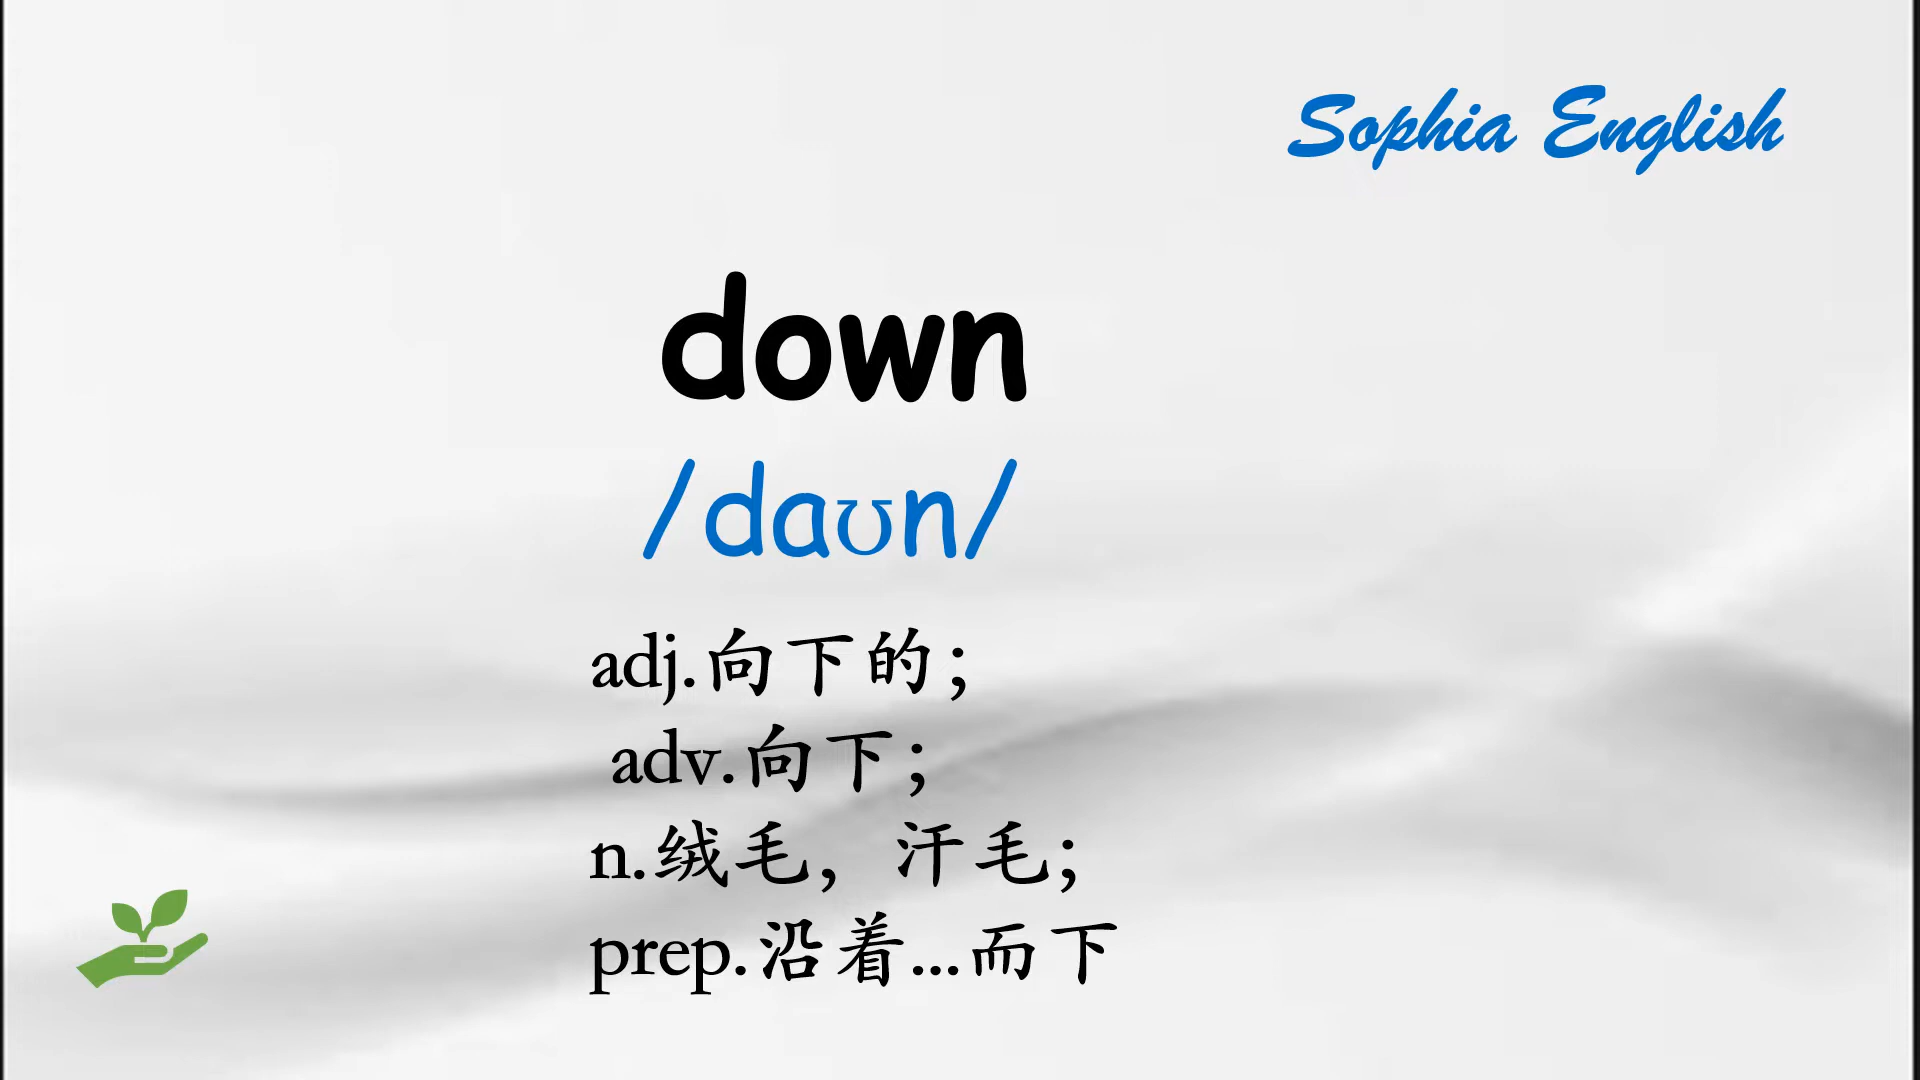 Sophia English
down
/daʊn/
adj.向下的；
adv.向下；
n.绒毛，汗毛；
prep.沿着...而下